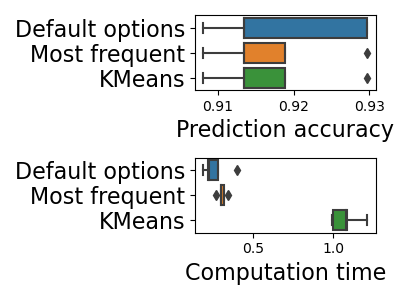 Default options
Most frequent
KMeans
0.91 0.92 0.93
Prediction accuracy
Default options
Most frequent
KMeans
0.5 1.0
Computation time